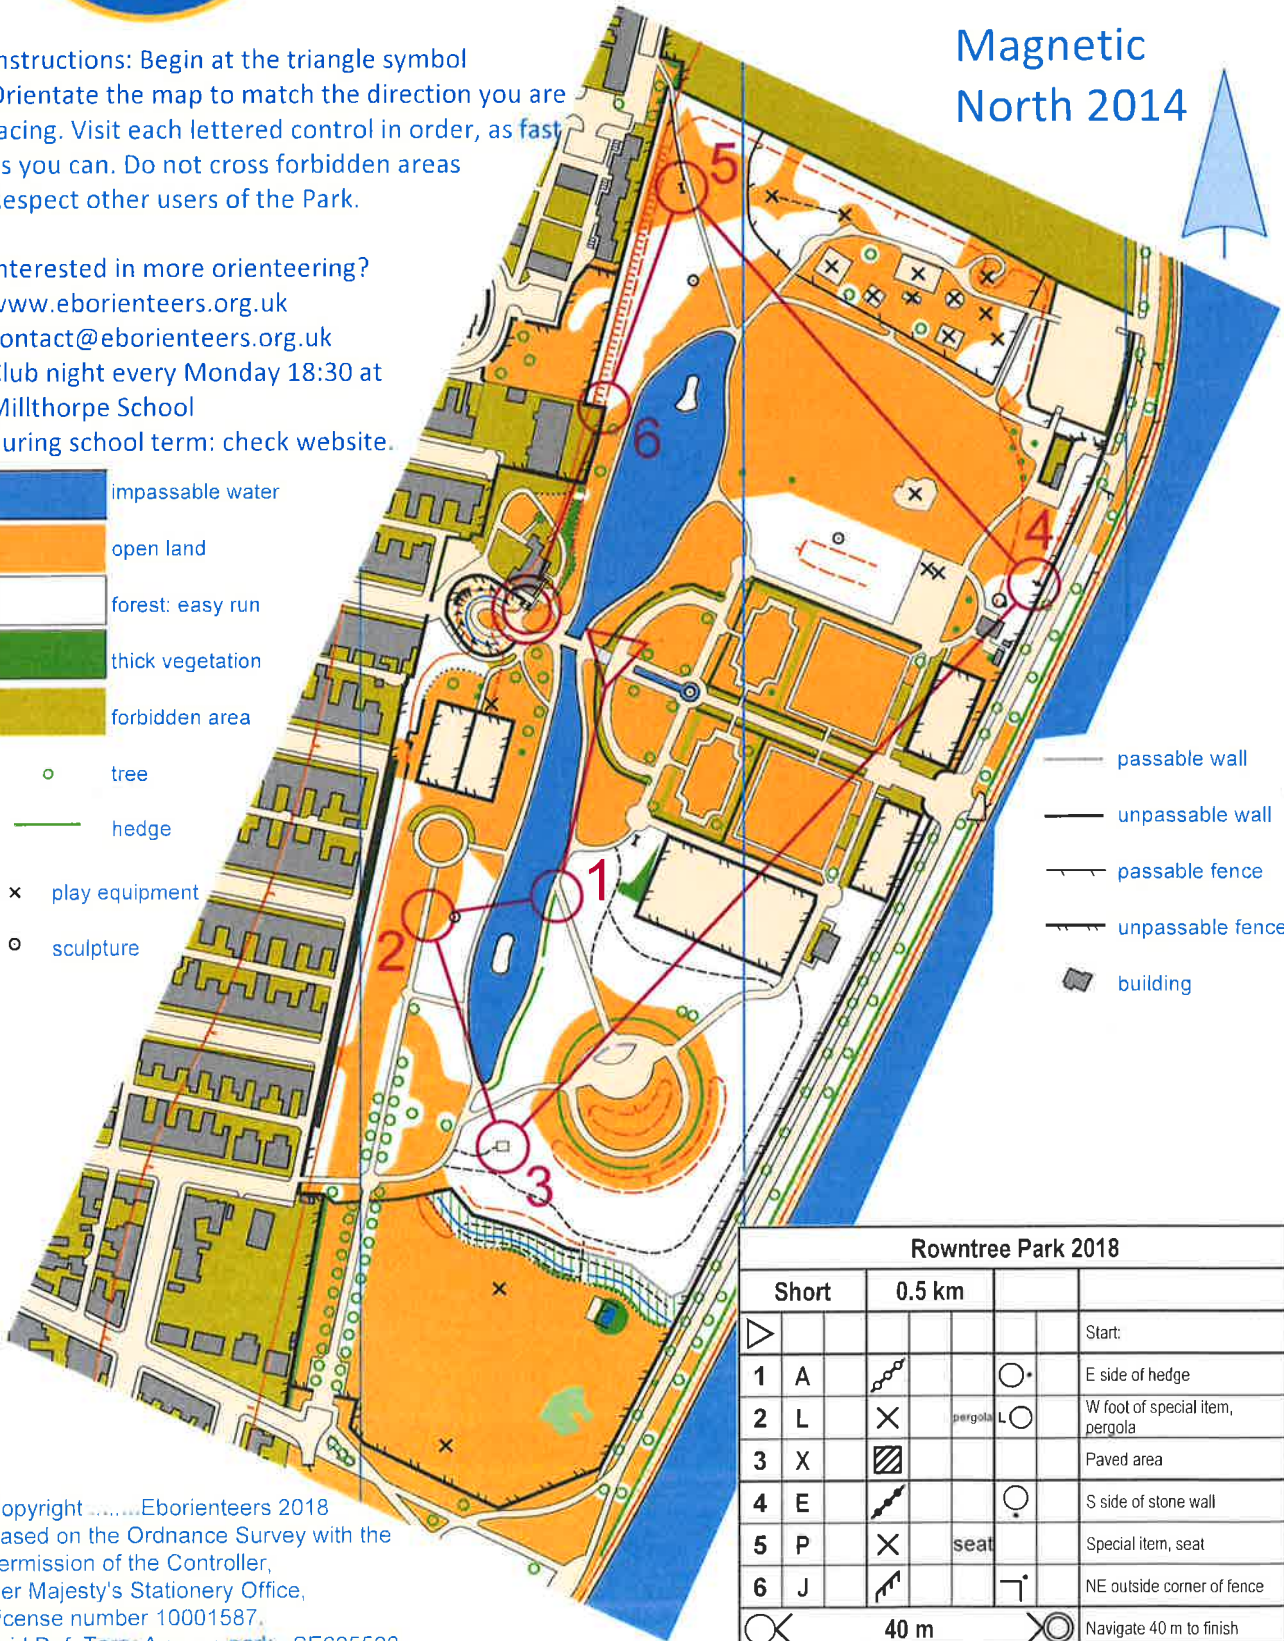 Magnetic
North 2014
nstructions: Begin at the triangle symbol
Orientate the map to match the direction you are
acing. Visit each lettered control in order, as fast
s you can. Do not cross forbidden areas
espect other users of the Park.
nterested in more orienteering?
www.eborienteers.org.uk
ontact@eborienteers.org.uk
Club night every Monday 18:30 at
Millthorpe School
uring school term: check website.
impassable water
open land
forest: easy run
thick vegetation
forbidden area
tree
hedge
play equipment
sculpture
5
6
4
1
2
3
passable wall
unpassable wall
passable fence
unpassable fence
building
Rowntree Park 2018
Short 0.5 km
Start:
1 A E side of hedge
2 L pergola L W foot of special item,
pergola
3 X Paved area
4 E S side of stone wall
5 P seat Special item, seat
6 J NE outside corner of fence
40 m Navigate 40 m to finish
opyright ....... Eborienteers 2018
ased on the Ordnance Survey with the
ermission of the Controller,
er Majesty's Stationery Office,
icense number 10001587.